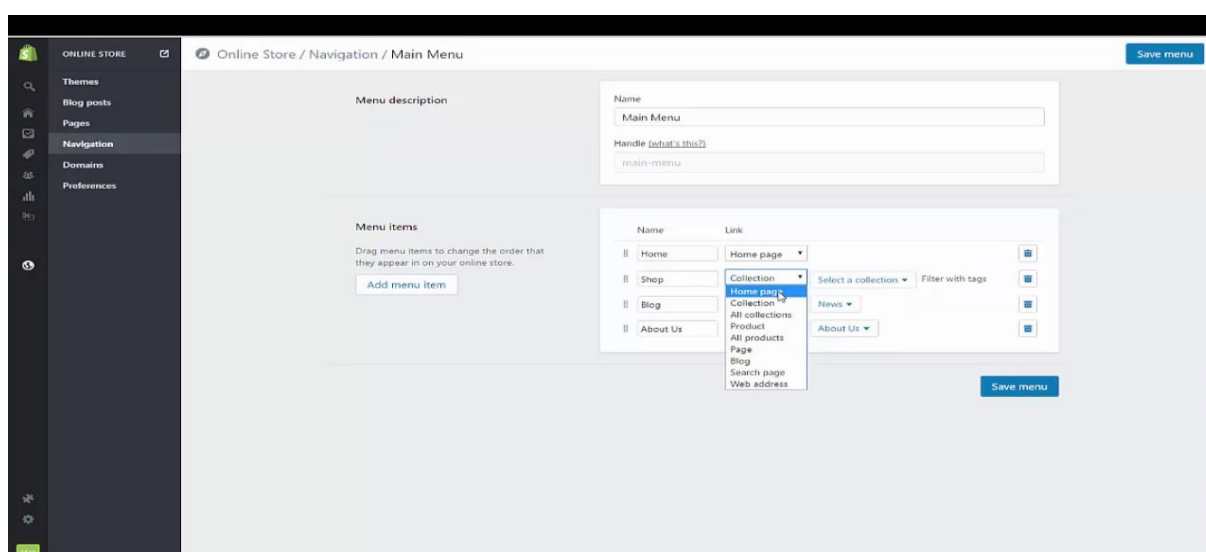 ONLINE STORE
Online Store / Navigation / Main Menu
Save menu
Themes
Blog posts
Pages
Navigation
Domains
Preferences
Menu description
Name
Main Menu
Handle (what's this?)
main-menu
Menu items
Drag menu items to change the order that
they appear in on your online store.
Add menu item
Name Link
Home Home page
Shop Collection Select a collection Filter with tags
Home page
Blog Collection News
All collections
About Us Product About Us
All products
Page
Blog
Search page
Web address
Save menu